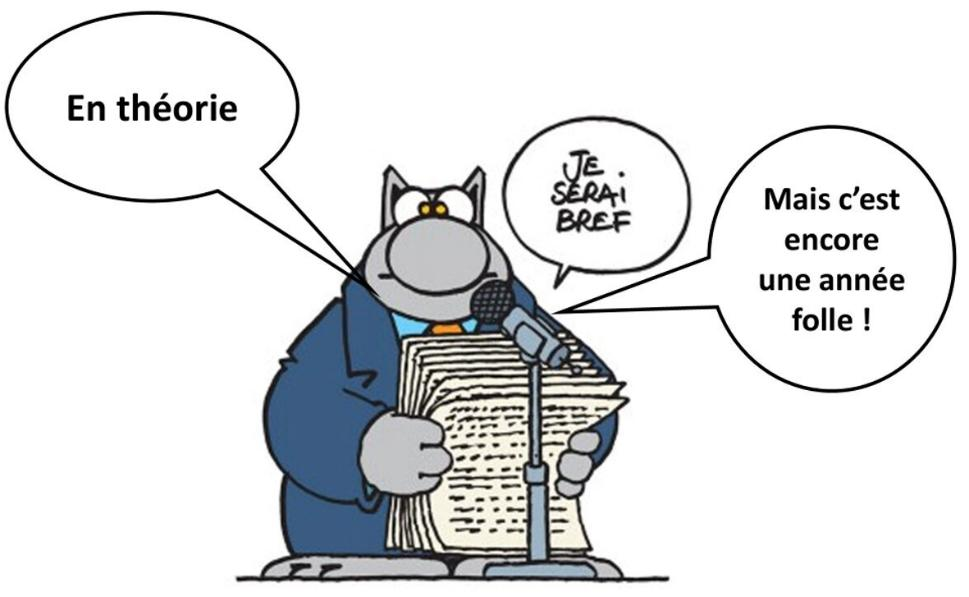 En théorie
JE
SERAi
BREF
Mais c’est
encore
une année
folle !